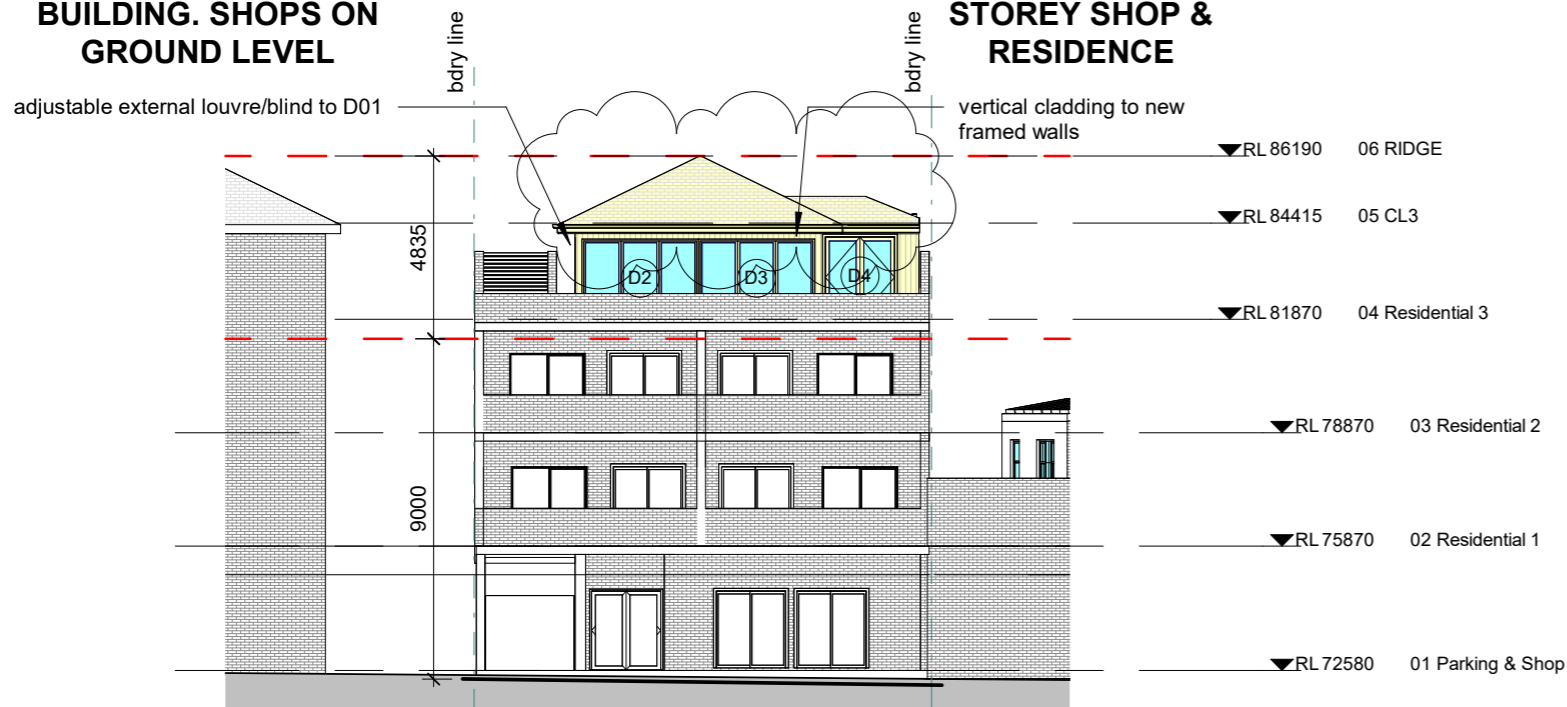 BUILDING. SHOPS ON
GROUND LEVEL
bdry line
bdry line
STOREY SHOP &
RESIDENCE
adjustable external louvre/blind to D01
vertical cladding to new
framed walls
RL 86190 06 RIDGE
RL 84415 05 CL3
4835
D2
D3
D4
RL 81870 04 Residential 3
RL 78870 03 Residential 2
9000
RL 75870 02 Residential 1
RL 72580 01 Parking & Shop